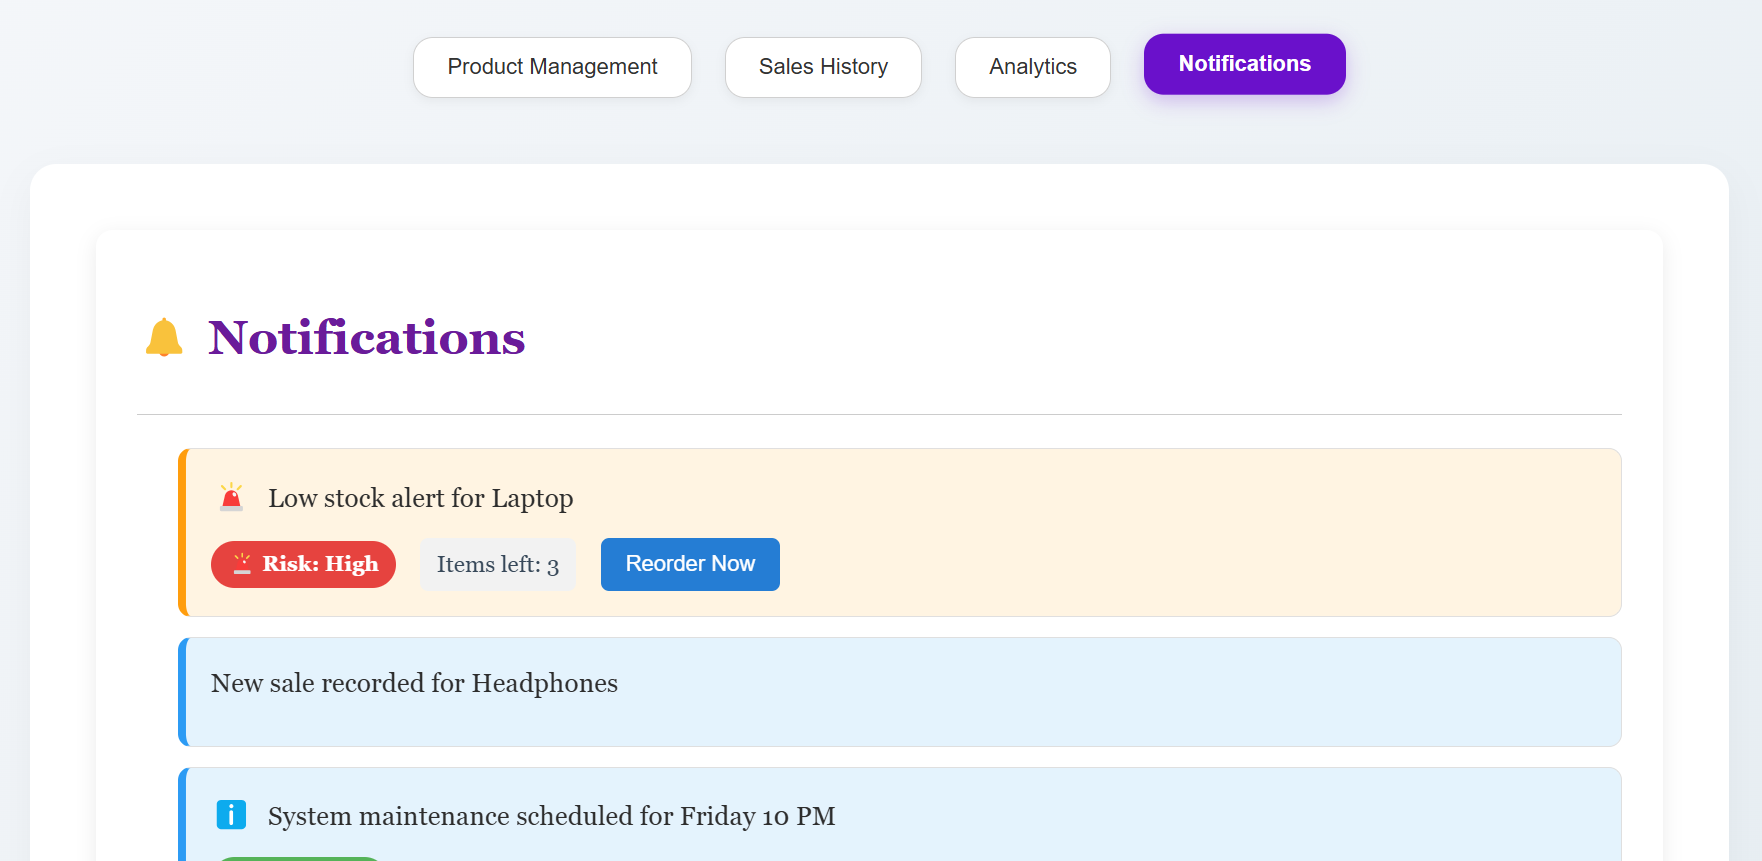 Product Management
Sales History
Analytics
Notifications
Notifications
Low stock alert for Laptop
Risk: High
Items left: 3
Reorder Now
New sale recorded for Headphones
System maintenance scheduled for Friday 10 PM